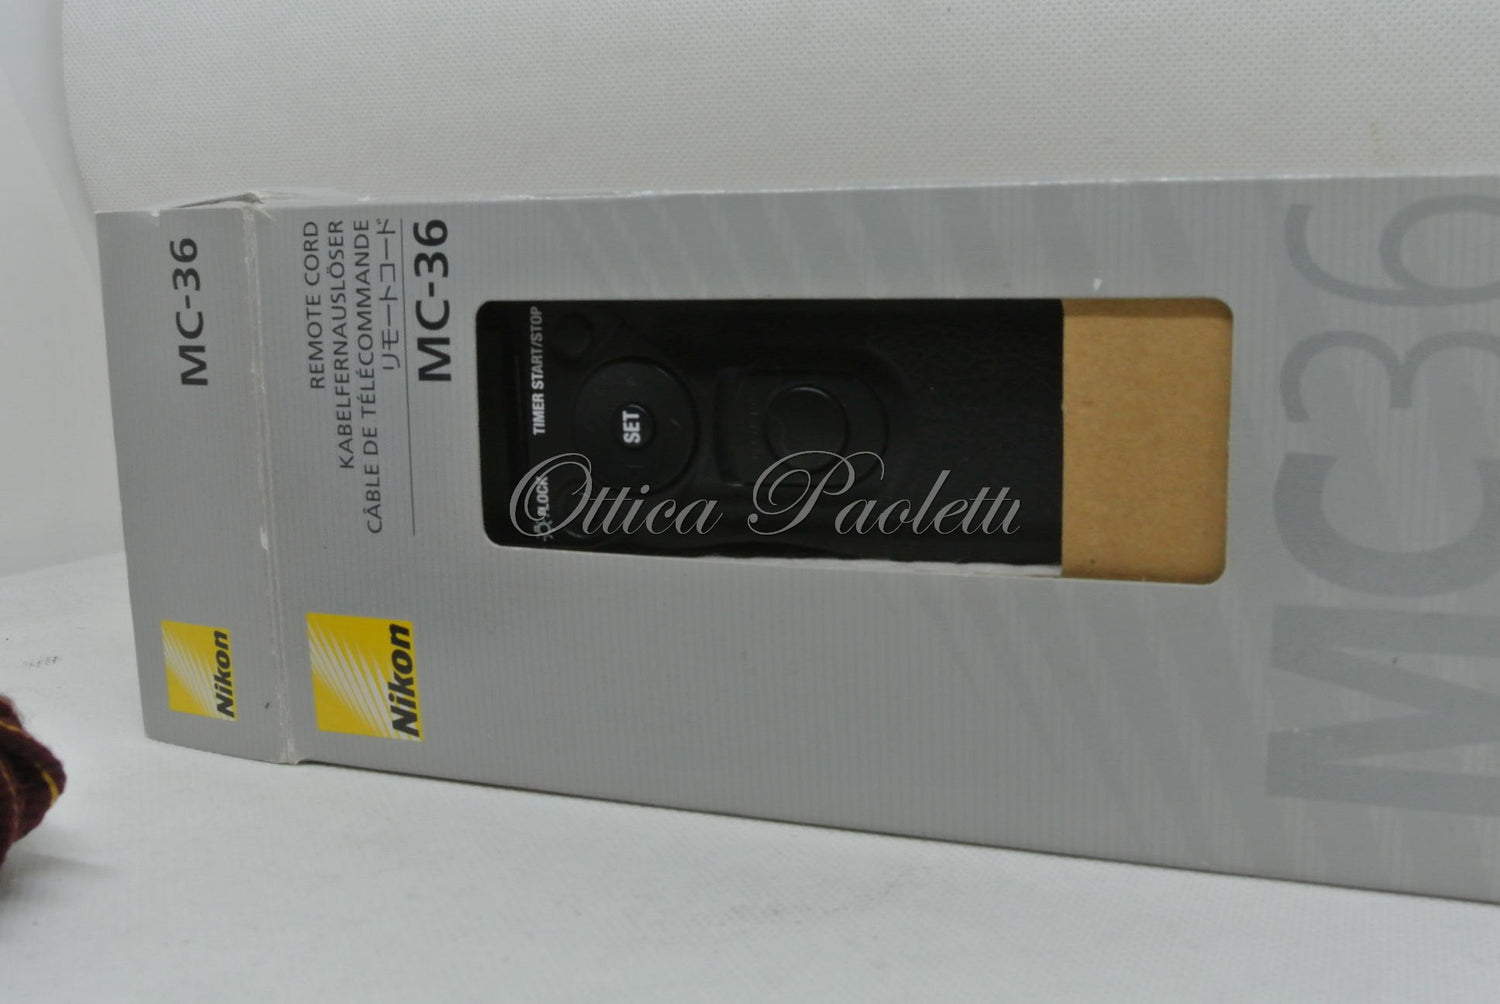 MC-36
Nikon
REMOTE CORD
KABELFERNAUSLÖSER
CÂBLE DE TÉLÉCOMMANDE
リモートコード
MC-36
Nikon
TIMER START/STOP
LOCK
SET
Ottica Paoletti
MC36